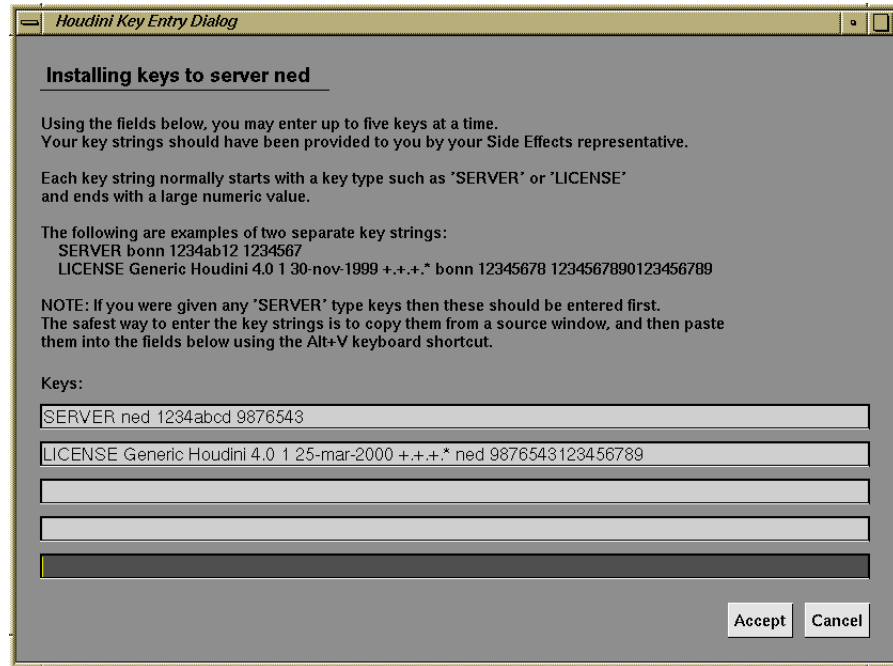 Houdini Key Entry Dialog
Installing keys to server ned
Using the fields below, you may enter up to five keys at a time.
Your key strings should have been provided to you by your Side Effects representative.
Each key string normally starts with a key type such as 'SERVER' or 'LICENSE'
and ends with a large numeric value.
The following are examples of two separate key strings:
SERVER bonn 1234ab12 1234567
LICENSE Generic Houdini 4.0 1 30-nov-1999 +.+.+.* bonn 12345678 1234567890123456789
NOTE: If you were given any 'SERVER' type keys then these should be entered first.
The safest way to enter the key strings is to copy them from a source window, and then paste
them into the fields below using the Alt+V keyboard shortcut.
Keys:
SERVER ned 1234abcd 9876543
LICENSE Generic Houdini 4.0 1 25-mar-2000 +.+.+.* ned 9876543123456789
Accept Cancel